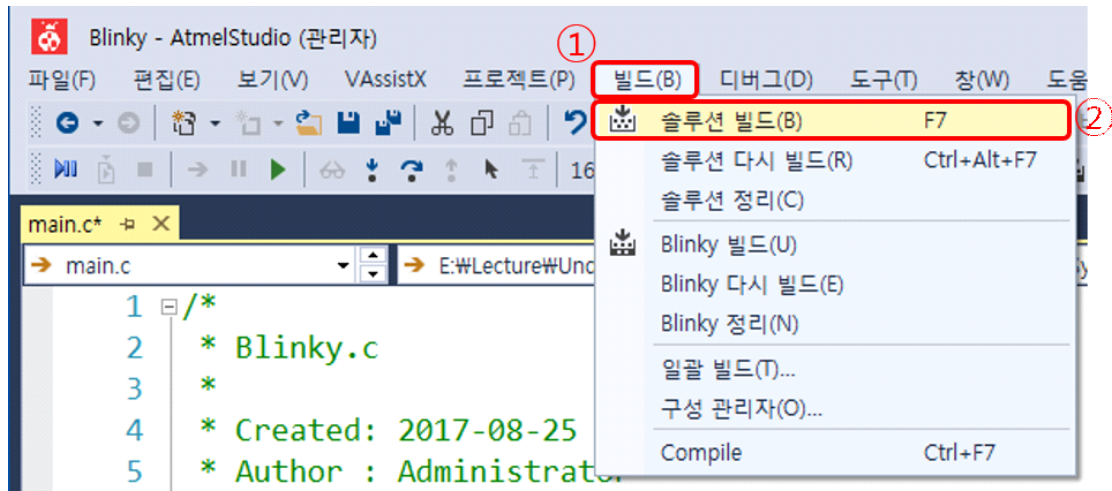 Blinky - AtmelStudio (관리자)
①
파일(F) 편집(E) 보기(V) VAssistX 프로젝트(P) 빌드(B) 디버그(D) 도구(T) 창(W) 도움
솔루션 빌드(B) F7
②
솔루션 다시 빌드(R) Ctrl+Alt+F7
16
솔루션 정리(C)
main.c*
Blinky 빌드(U)
main.c E:₩Lecture₩Und
Blinky 다시 빌드(E)
Blinky 정리(N)
일괄 빌드(T)...
구성 관리자(O)...
Compile Ctrl+F7
1 /*
2 * Blinky.c
3 *
4 * Created: 2017-08-25
5 * Author : Administrator